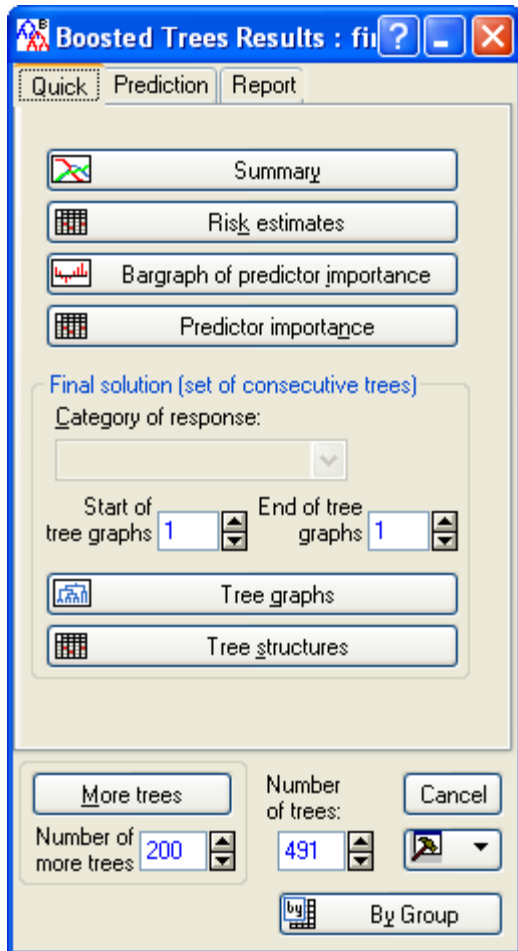 Boosted Trees Results : fi
Quick Prediction Report
Summary
Risk estimates
Bargraph of predictor importance
Predictor importance
Final solution (set of consecutive trees)
Category of response:
Start of
tree graphs 1
End of tree
graphs 1
Tree graphs
Tree structures
More trees
Number of
more trees 200
Number
of trees:
491
Cancel
By Group